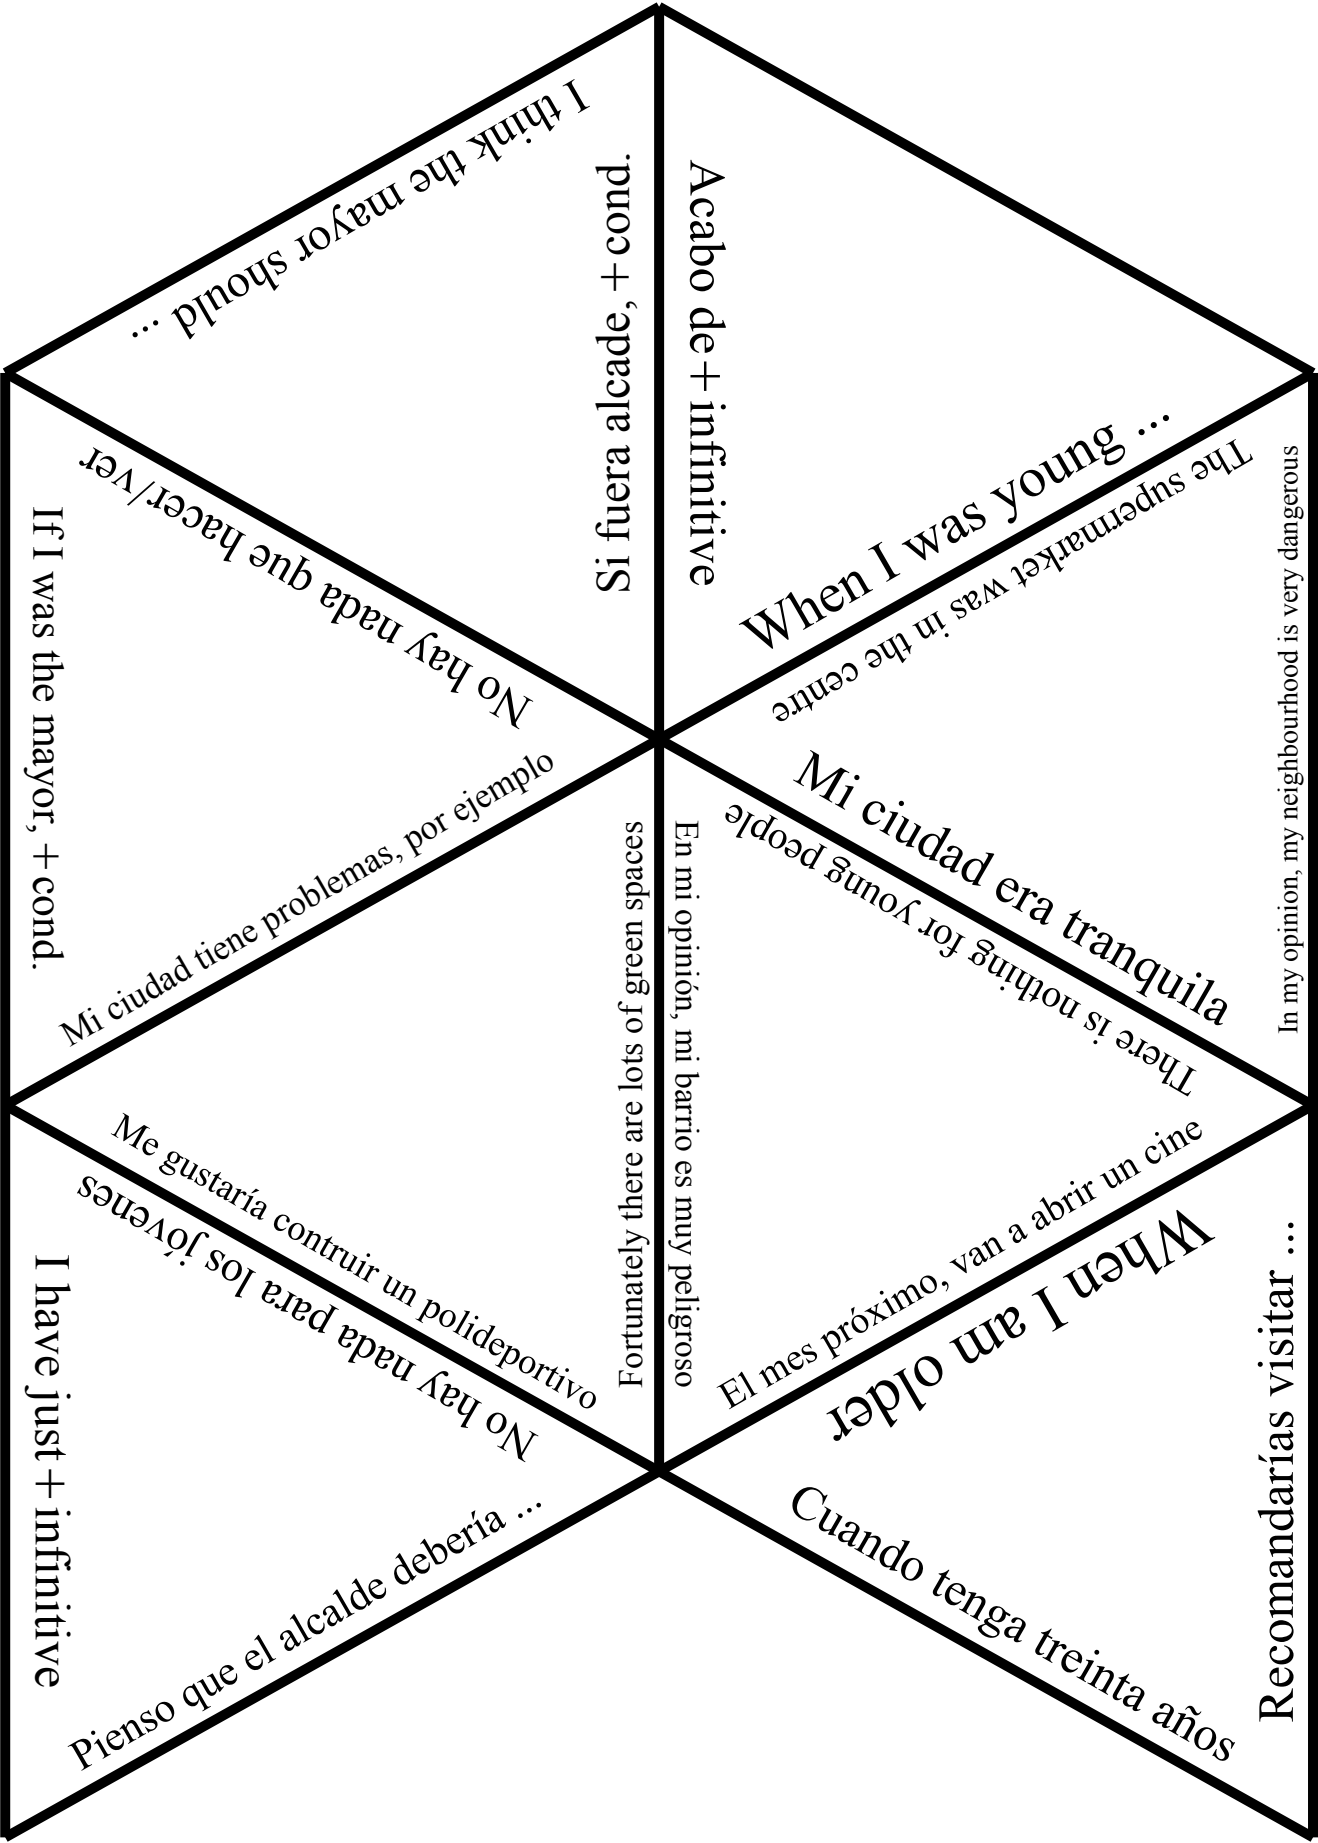 I think the mayor should ...
Si fuera alcade, + cond.
Acabo de + infinitive
When I was young ...
The supermarket was in the centre
In my opinion, my neighbourhood is very dangerous
Mi ciudad era tranquila
No hay nada que hacer/ver
If I was the mayor, + cond.
Mi ciudad tiene problemas, por ejemplo
Fortunately there are lots of green spaces
Me gustaría contruir un polideportivo
En mi opinión, mi barrio es muy peligroso
There is nothing for young people
El mes próximo, van a abrir un cine
No hay nada para los jóvenes
I have just + infinitive
Pienso que el alcalde debería ...
When I am older
Cuando tenga treinta años
Recomandarías visitar ...